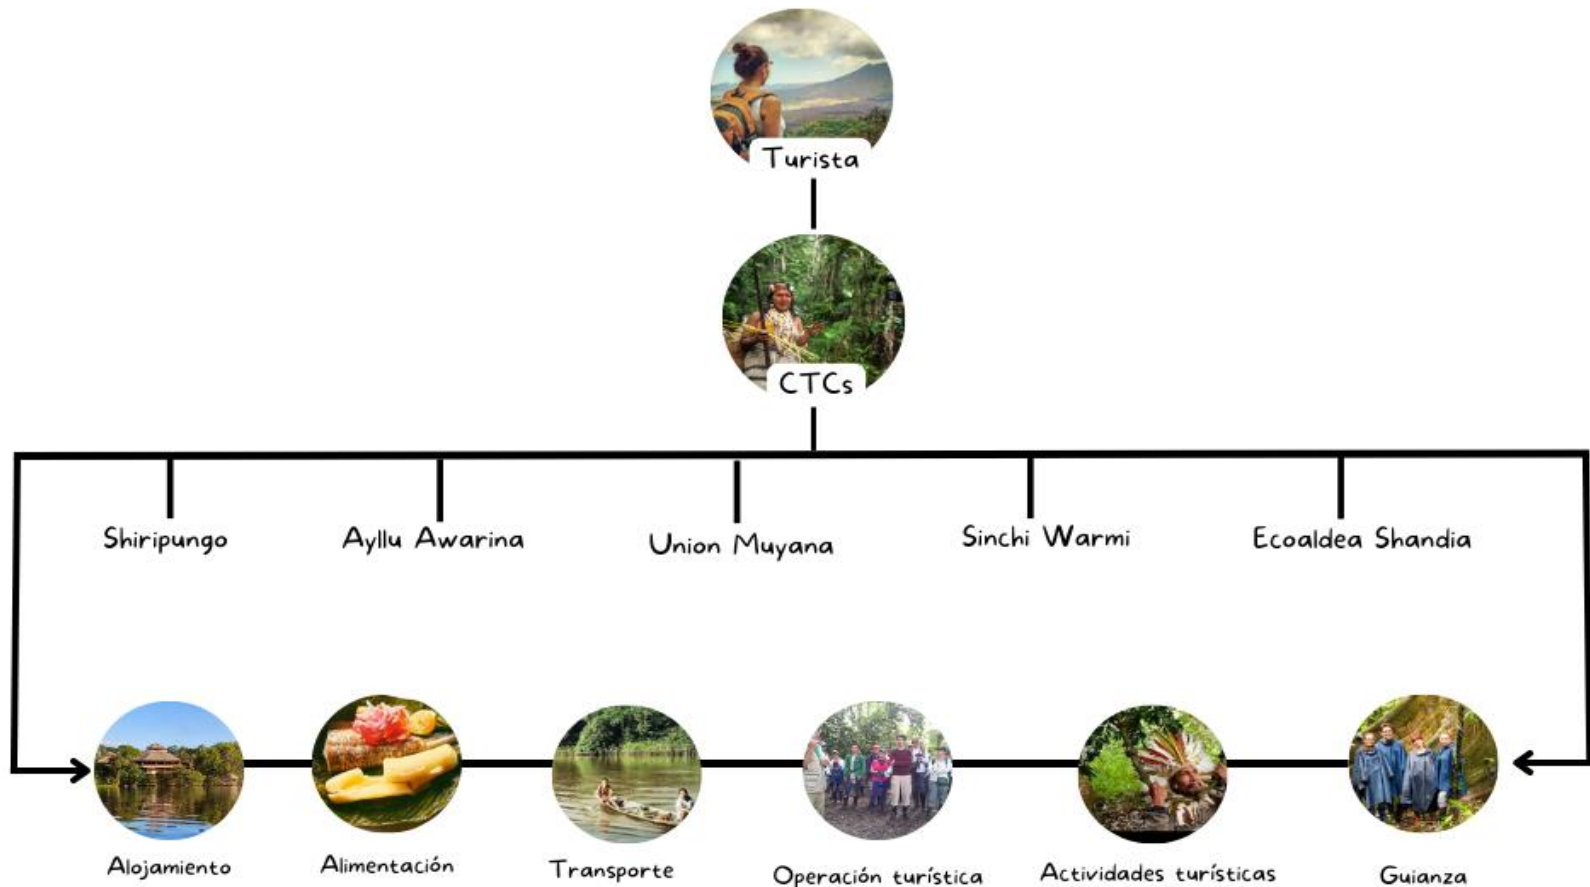 Turista
CTCs
Shiripungo
Ayllu Awarina
Union Muyana
Sinchi Warmi
Ecoaldea Shandia
Alojamiento
Alimentación
Transporte
Operación turística
Actividades turísticas
Guianza